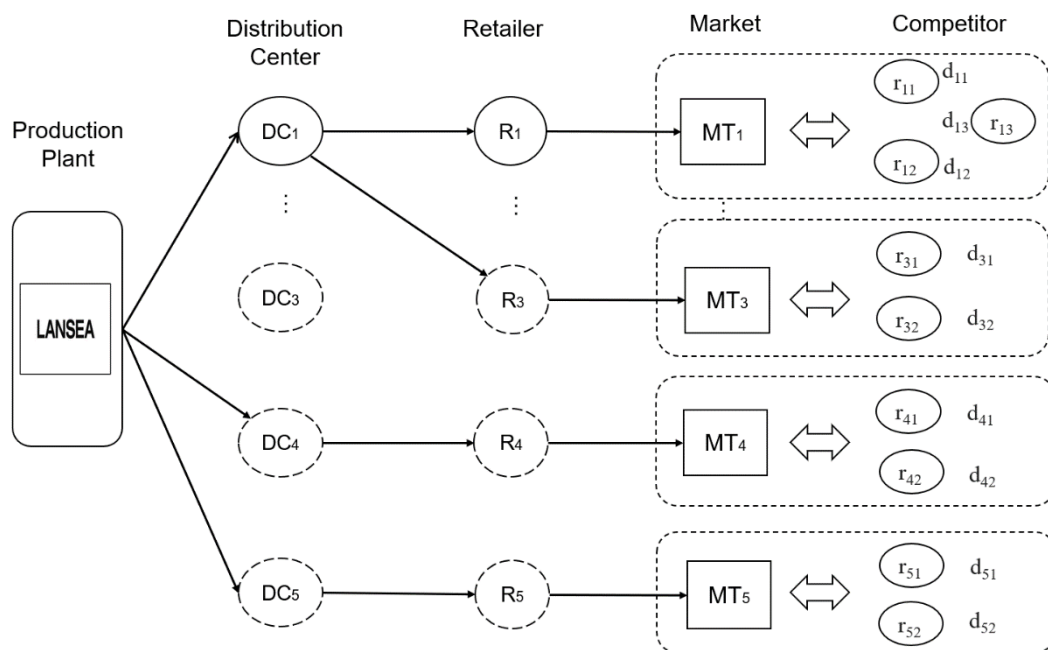 Distribution
Center
Retailer
Market
Competitor
Production
Plant
DC1
R1
MT1
r11
d11
d13
r13
r12
d12
LANSEA
DC3
R3
MT3
r31
d31
r32
d32
DC4
R4
MT4
r41
d41
r42
d42
DC5
R5
MT5
r51
d51
r52
d52